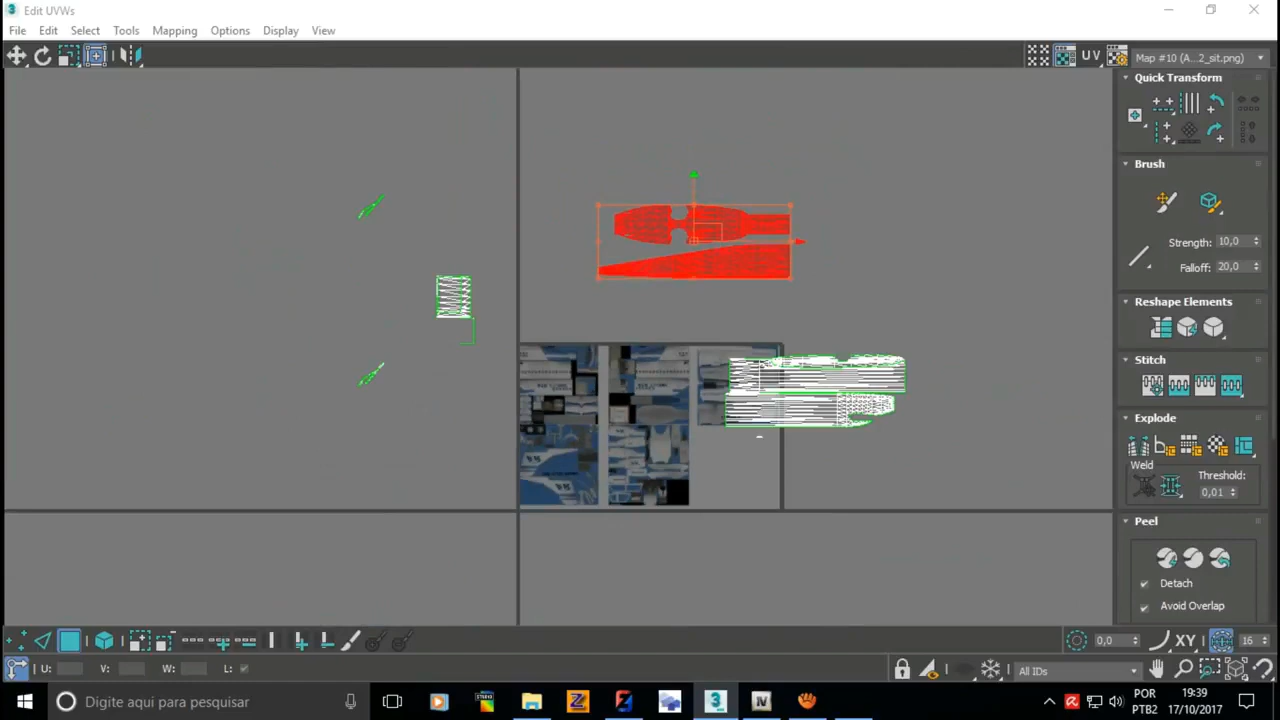 Edit UVWs
File Edit Select Tools Mapping Options Display View
UV Map #10 (A..._2_sit.png)
Quick Transform
Brush
Strength: 10,0
Falloff: 20,0
Reshape Elements
Stitch
Explode
Weld Threshold:
0,01
Peel
Detach
Avoid Overlap
0,0 XY 16
U: V: W: L: All IDs
Digite aqui para pesquisar
POR 19:39
PTB2 17/10/2017